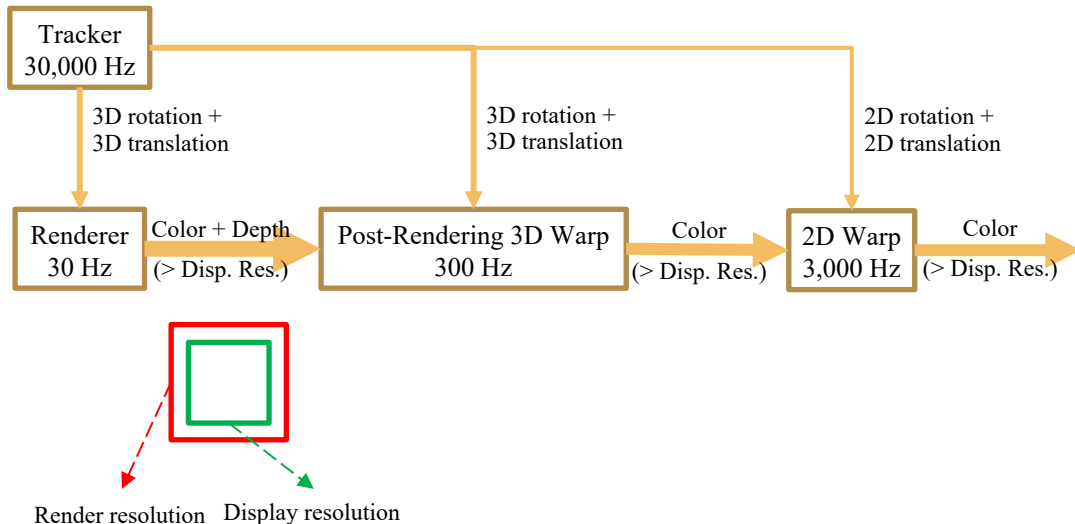 Tracker
30,000 Hz
3D rotation +
3D translation
3D rotation +
3D translation
2D rotation +
2D translation
Renderer
30 Hz
Color + Depth
(> Disp. Res.)
Post-Rendering 3D Warp
300 Hz
Color
(> Disp. Res.)
2D Warp
3,000 Hz
Color
(> Disp. Res.)
Render resolution
Display resolution